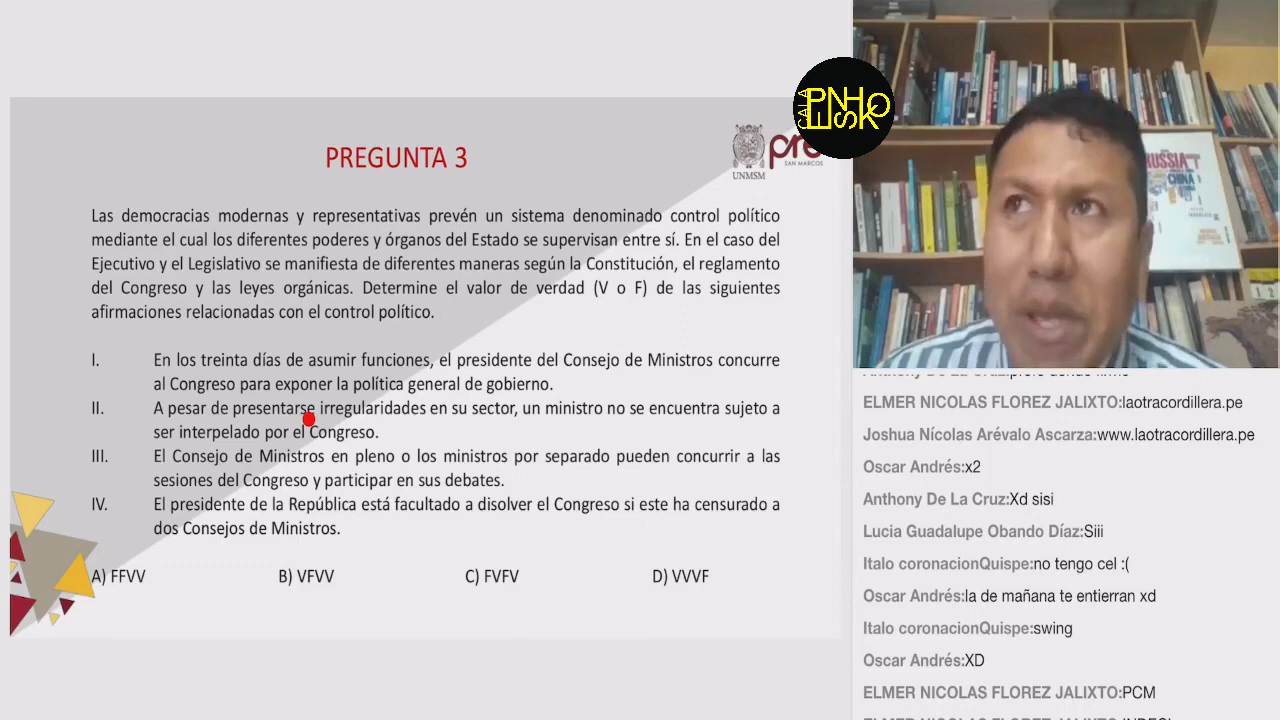 PREGUNTA 3
UNMSM
SAN MARCOS
CALA
PENHOSK
Las democracias modernas y representativas prevén un sistema denominado control político
mediante el cual los diferentes poderes y órganos del Estado se supervisan entre sí. En el caso del
Ejecutivo y el Legislativo se manifiesta de diferentes maneras según la Constitución, el reglamento
del Congreso y las leyes orgánicas. Determine el valor de verdad (V o F) de las siguientes
afirmaciones relacionadas con el control político.
I. En los treinta días de asumir funciones, el presidente del Consejo de Ministros concurre
al Congreso para exponer la política general de gobierno.
II. A pesar de presentarse irregularidades en su sector, un ministro no se encuentra sujeto a
ser interpelado por el Congreso.
III. El Consejo de Ministros en pleno o los ministros por separado pueden concurrir a las
sesiones del Congreso y participar en sus debates.
IV. El presidente de la República está facultado a disolver el Congreso si este ha censurado a
dos Consejos de Ministros.
A) FFVV B) VFVV C) FVFV D) VVVF
RUSSIA
CHINA
ELMER NICOLAS FLOREZ JALIXTO:laotracordillera.pe
Joshua Nícolas Arévalo Ascarza:www.laotracordillera.pe
Oscar Andrés:x2
Anthony De La Cruz:Xd sisi
Lucia Guadalupe Obando Díaz:Siii
Italo coronacionQuispe:no tengo cel :(
Oscar Andrés:la de mañana te entierran xd
Italo coronacionQuispe:swing
Oscar Andrés:XD
ELMER NICOLAS FLOREZ JALIXTO:PCM